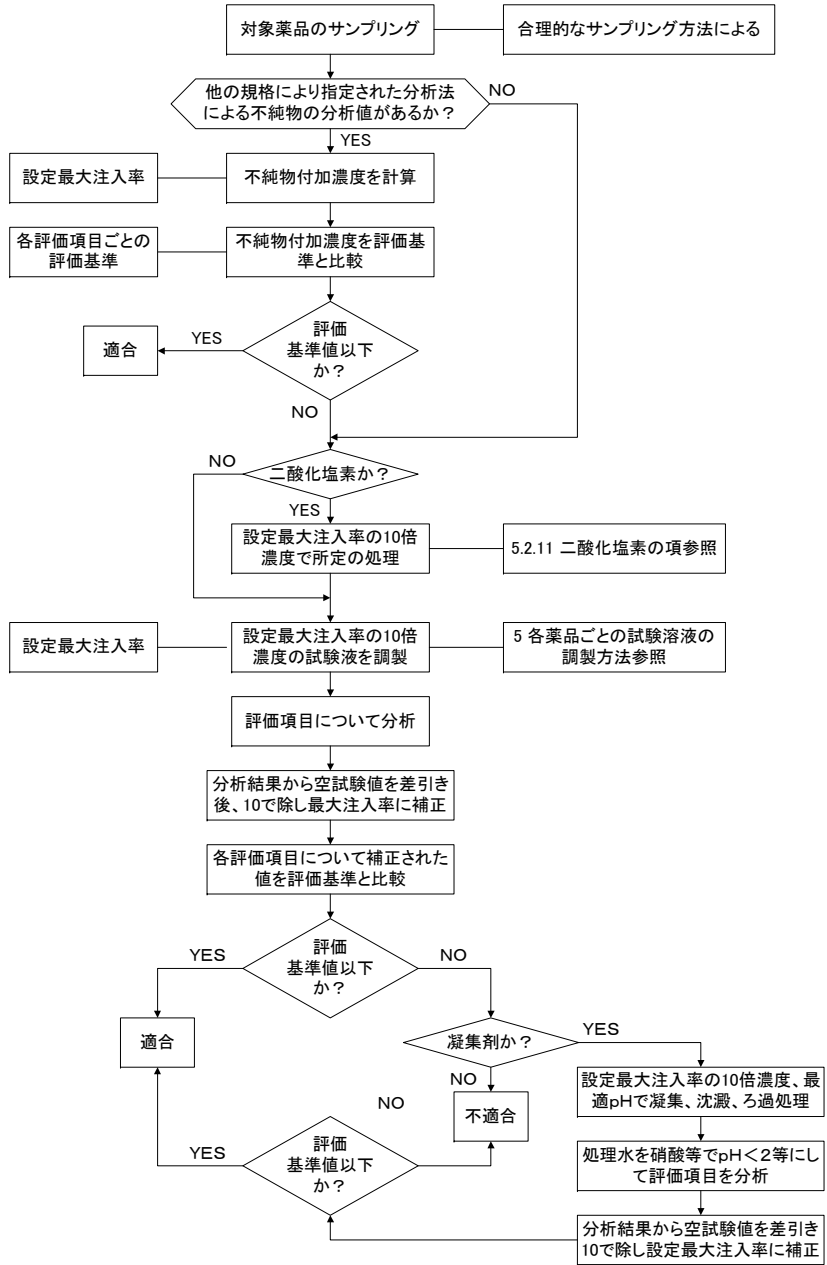 対象薬品のサンプリング
合理的なサンプリング方法による
他の規格により指定された分析法
による不純物の分析値があるか？
NO
YES
設定最大注入率
不純物付加濃度を計算
各評価項目ごとの
評価基準
不純物付加濃度を評価基
準と比較
評価
基準値以下
か？
YES
適合
NO
二酸化塩素か？
NO
YES
設定最大注入率の10倍
濃度で所定の処理
5.2.11 二酸化塩素の項参照
設定最大注入率
設定最大注入率の10倍
濃度の試験液を調製
5 各薬品ごとの試験溶液の
調製方法参照
評価項目について分析
分析結果から空試験値を差引き
後、10で除し最大注入率に補正
各評価項目について補正された
値を評価基準と比較
評価
基準値以下
か？
YES
NO
適合
凝集剤か？
YES
NO
不適合
設定最大注入率の10倍濃度、最
適pHで凝集、沈澱、ろ過処理
処理水を硝酸等でpH＜2等にし
て評価項目を分析
分析結果から空試験値を差引き
10で除し設定最大注入率に補正
評価
基準値以下
か？
YES
NO